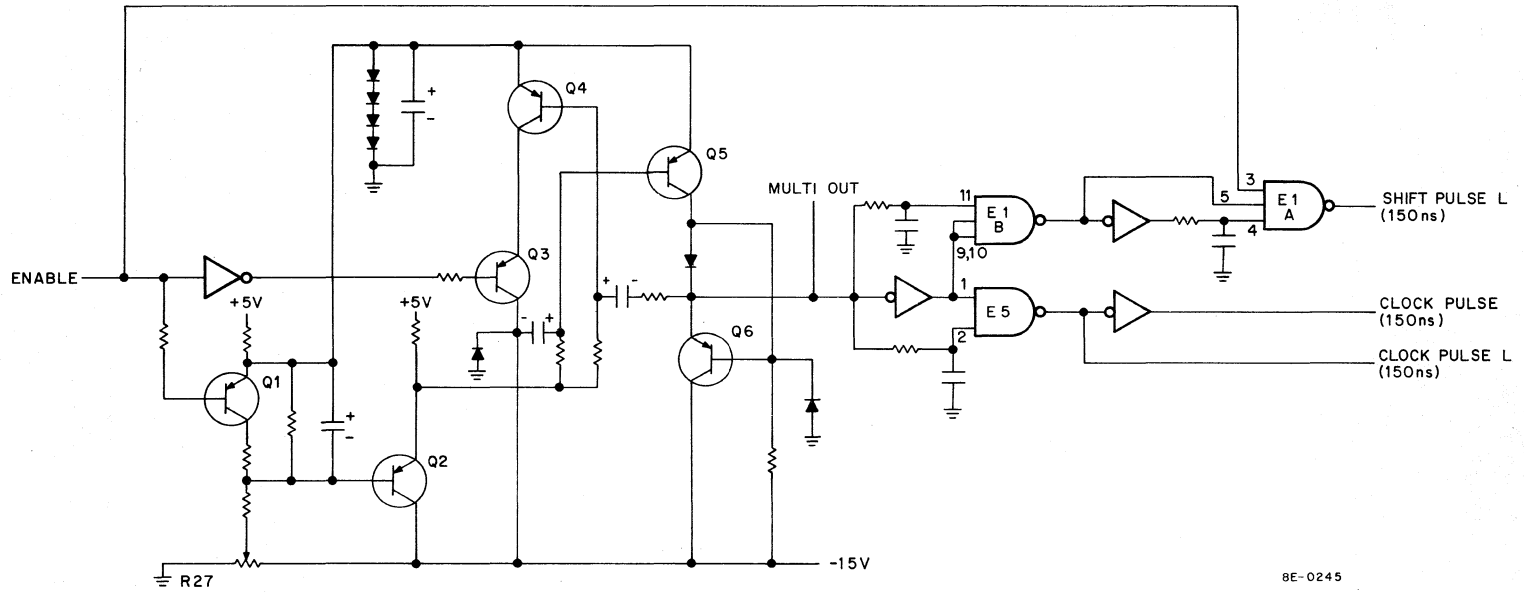 Q4
Q5
MULTI OUT
11
E1
B
9,10
3
5
E1
A
4
SHIFT PULSE L
(150ns)
ENABLE
+5V
Q3
+5V
- +
+ -
+
-
Q6
1
E5
2
CLOCK PULSE
(150ns)
CLOCK PULSE L
(150ns)
Q1
+
-
Q2
R27
-15V
8E-0245